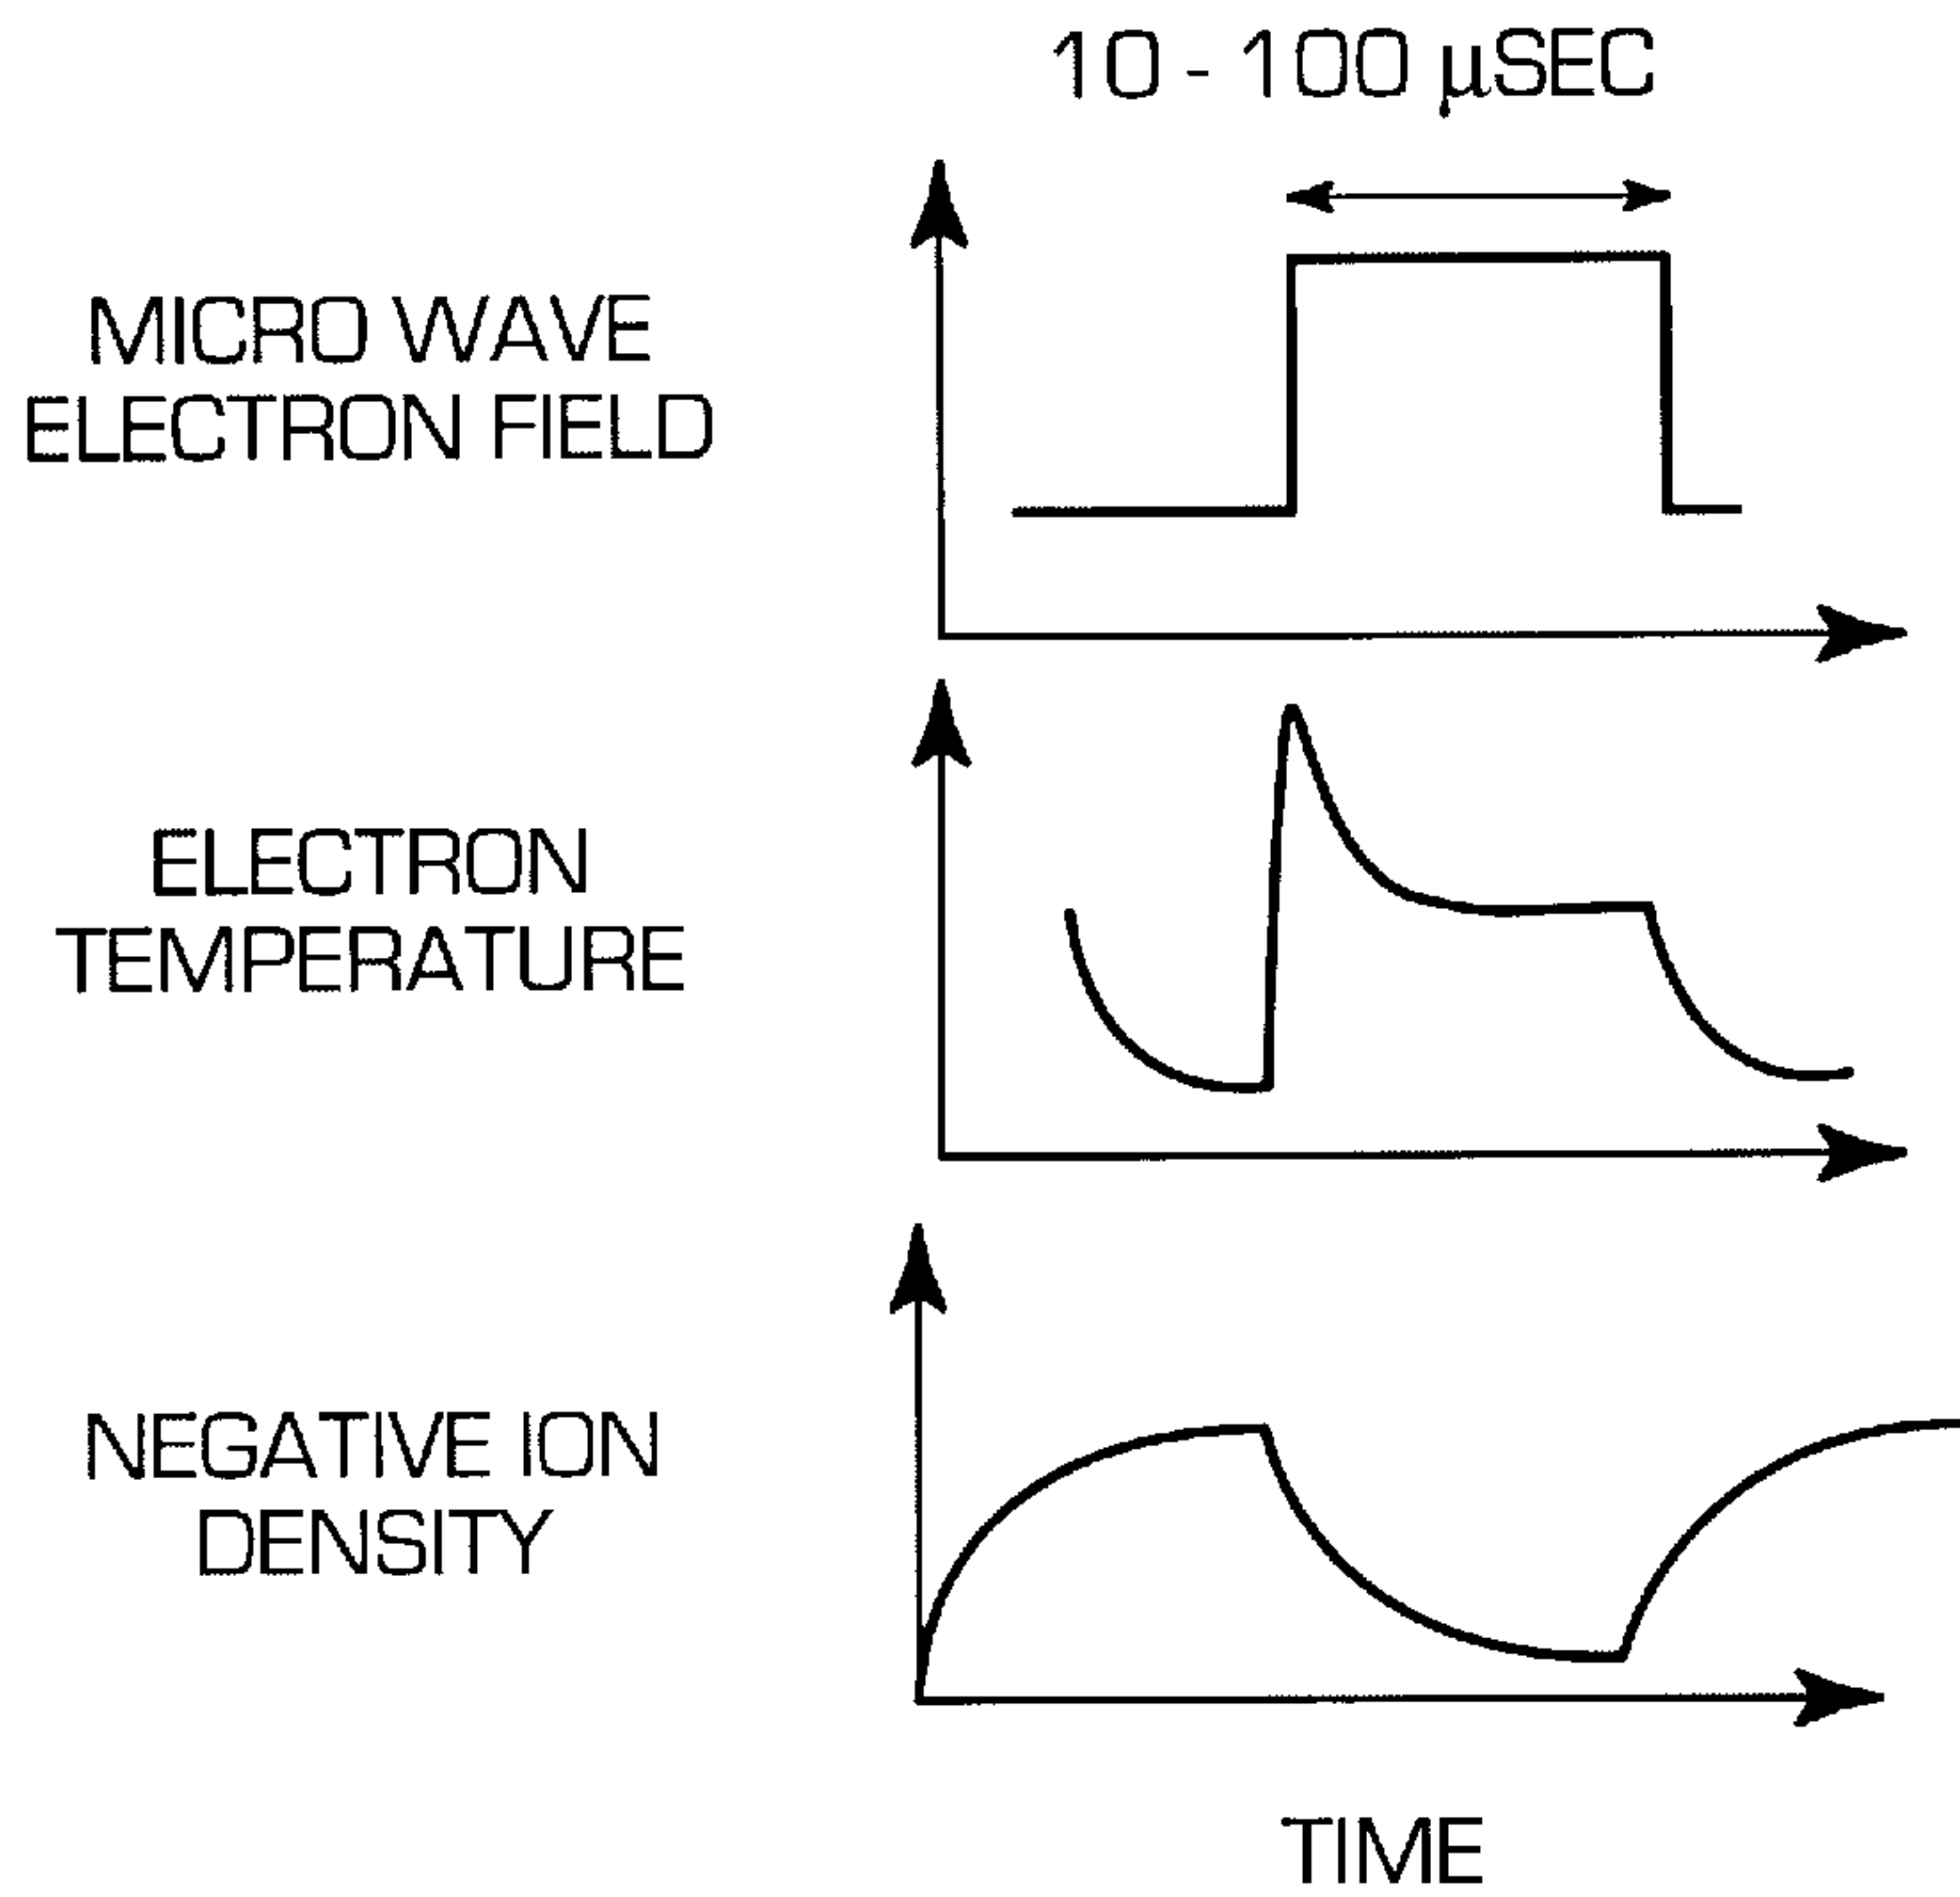 10 - 100 µSEC
MICRO WAVE
ELECTRON FIELD
ELECTRON
TEMPERATURE
NEGATIVE ION
DENSITY
TIME